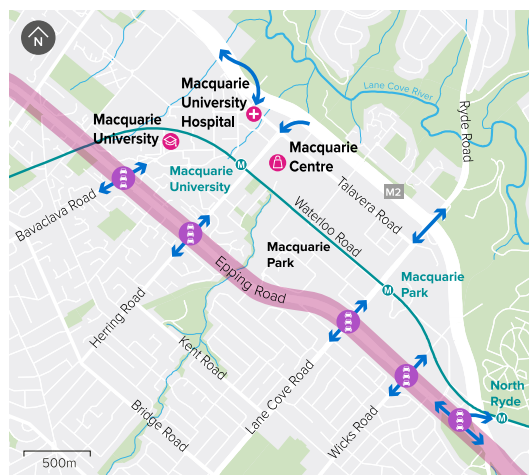 N
Lane Cove River
Ryde Road
Macquarie
University
Hospital
Macquarie
University
Macquarie
Centre
Macquarie
University
M
M2
Talavera Road
Waterloo Road
Bavaclava Road
Macquarie
Park
Epping Road
Macquarie
Park
M
Herring Road
Kent Road
Lane Cove Road
Bridge Road
Wicks Road
North
Ryde
M
500m